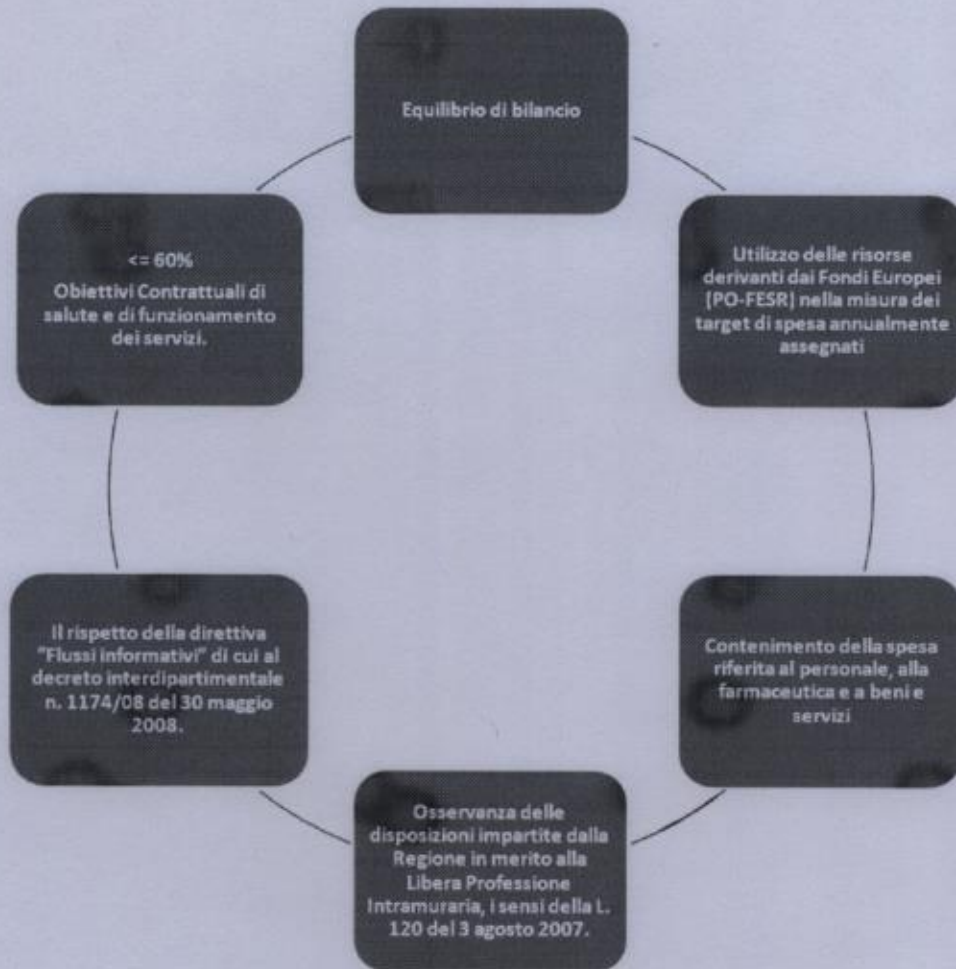 Equilibrio di bilancio
Utilizzo delle risorse
derivanti dai Fondi Europei
[PO-FESR] nella misura dei
target di spesa annualmente
assegnati
Contenimento della spesa
riferita al personale, alla
farmaceutica e a beni e
servizi
Osservanza delle
disposizioni impartite dalla
Regione in merito alla
Libera Professione
Intramuraria, i sensi della L.
120 del 3 agosto 2007.
Il rispetto della direttiva
"Flussi informativi" di cui al
decreto interdipartimentale
n. 1174/08 del 30 maggio
2008.
<= 60%
Obiettivi Contrattuali di
salute e di funzionamento
dei servizi.